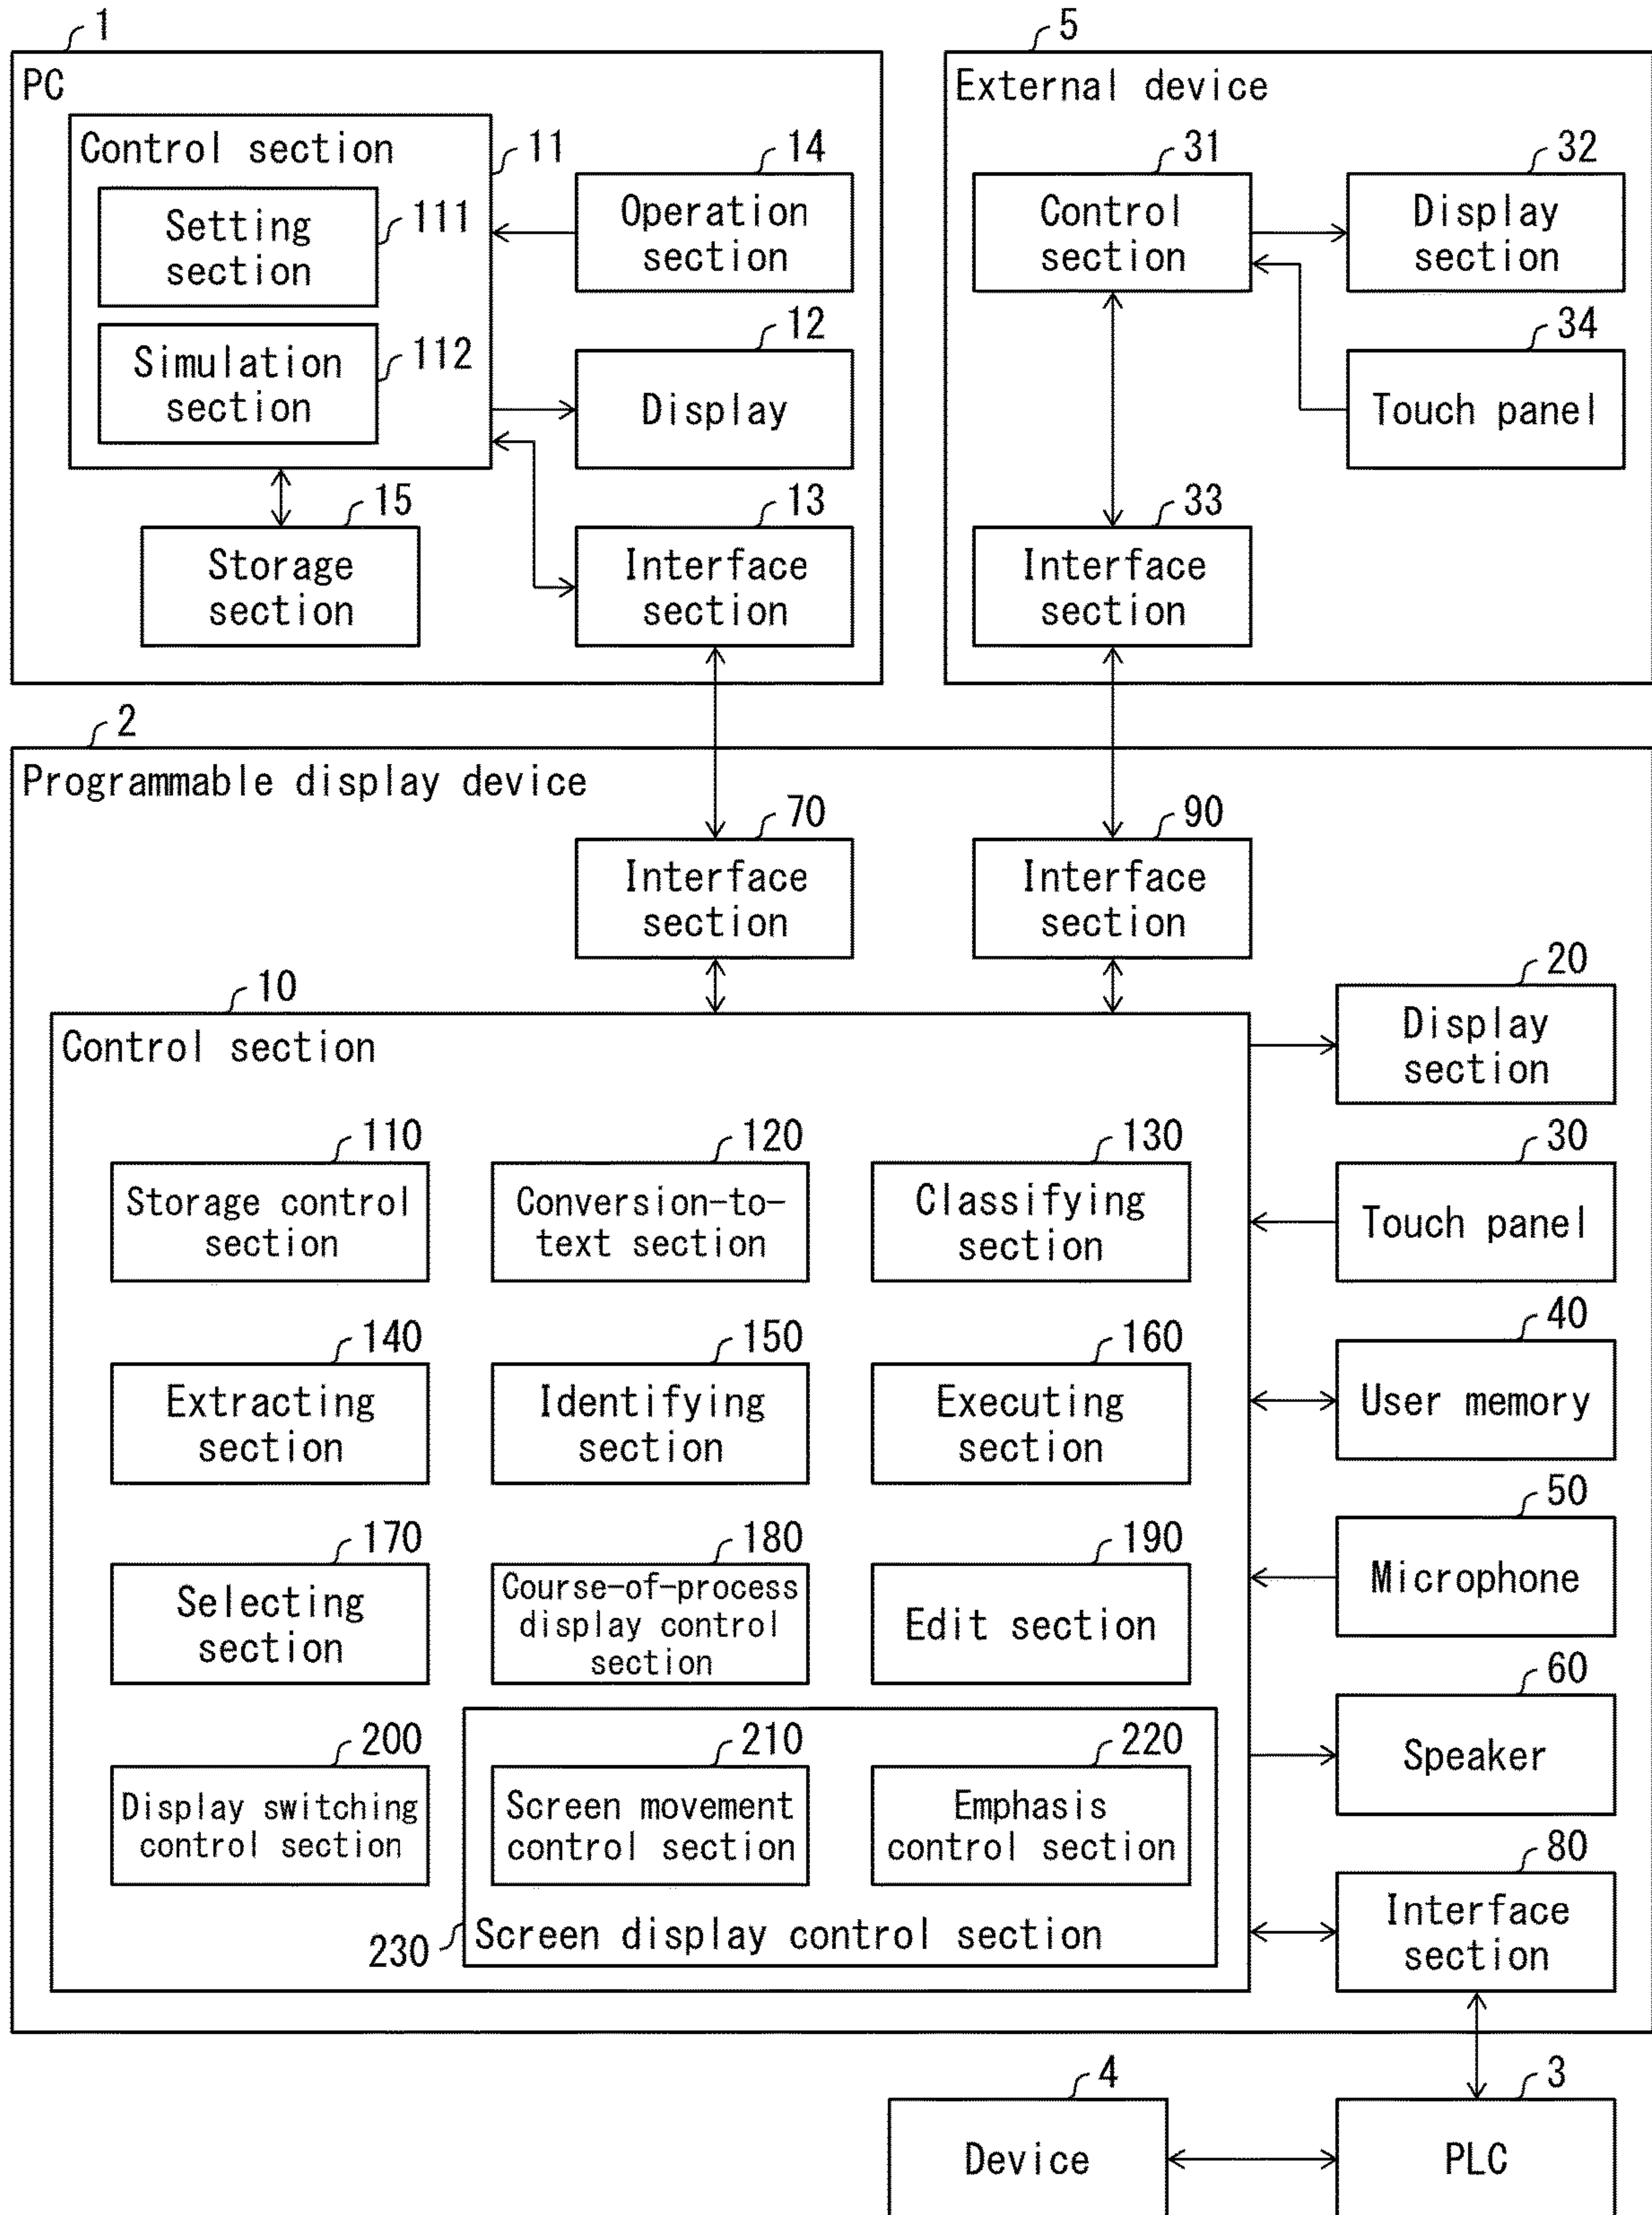 1
PC
Control section
11
Setting
section
111
Simulation
section
112
14
Operation
section
12
Display
15
Storage
section
13
Interface
section
5
External device
31
Control
section
32
Display
section
34
Touch panel
33
Interface
section
2
Programmable display device
70
Interface
section
90
Interface
section
10
Control section
110
Storage control
section
120
Conversion-to-
text section
130
Classifying
section
140
Extracting
section
150
Identifying
section
160
Executing
section
170
Selecting
section
180
Course-of-process
display control
section
190
Edit section
200
Display switching
control section
210
Screen movement
control section
220
Emphasis
control section
230
Screen display control section
20
Display
section
30
Touch panel
40
User memory
50
Microphone
60
Speaker
80
Interface
section
4
Device
3
PLC